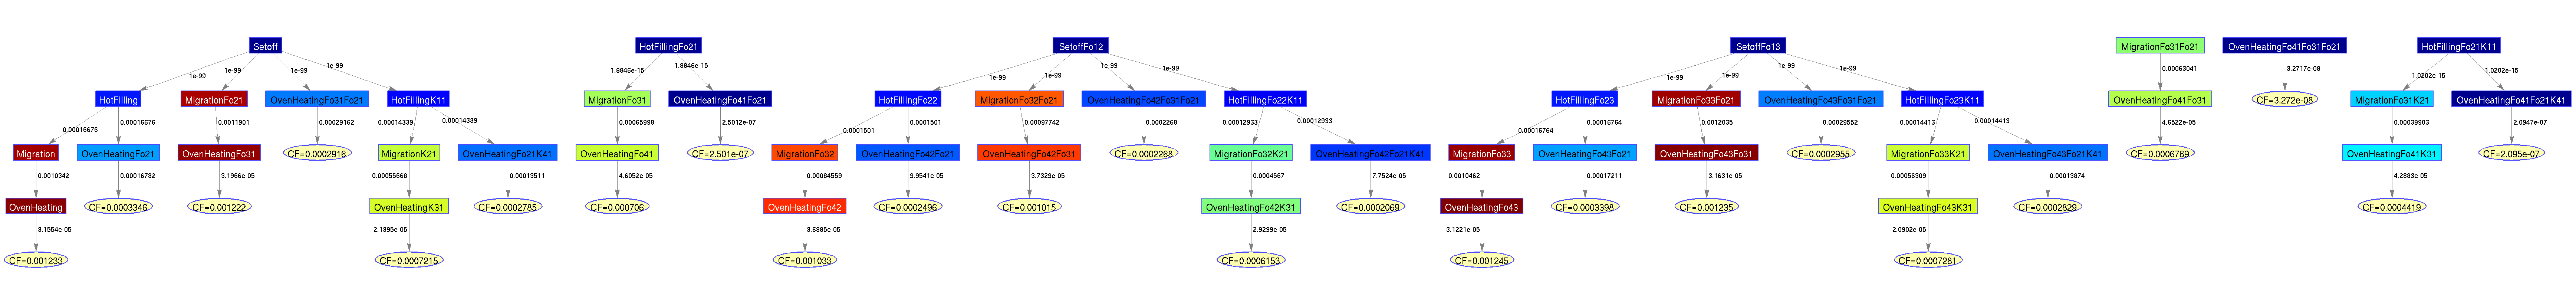 Setoff
HotFillingFo21
SetoffFo12
SetoffFo13
MigrationFo31Fo21
OvenHeatingFo41Fo31Fo21
HotFillingFo21K11
1e-99
1e-99
1e-99
1e-99
1.8846e-15
1.8846e-15
1e-99
1e-99
1e-99
1e-99
1e-99
1e-99
1e-99
1e-99
0.00063041
3.2717e-08
1.0202e-15
1.0202e-15
HotFilling
MigrationFo21
OvenHeatingFo31Fo21
HotFillingK11
MigrationFo31
OvenHeatingFo41Fo21
HotFillingFo22
MigrationFo32Fo21
OvenHeatingFo42Fo31Fo21
HotFillingFo22K11
HotFillingFo23
MigrationFo33Fo21
OvenHeatingFo43Fo31Fo21
HotFillingFo23K11
OvenHeatingFo41Fo31
CF=3.272e-08
MigrationFo31K21
OvenHeatingFo41Fo21K41
0.00016676
0.00016676
0.0011901
0.00029162
0.00014339
0.00014339
0.00065998
2.5012e-07
0.0001501
0.0001501
0.00097742
0.0002268
0.00012933
0.00012933
0.00016764
0.00016764
0.0012035
0.00029552
0.00014413
0.00014413
4.6522e-05
0.00039903
2.0947e-07
Migration
OvenHeatingFo21
OvenHeatingFo31
CF=0.0002916
MigrationK21
OvenHeatingFo21K41
OvenHeatingFo41
CF=2.501e-07
MigrationFo32
OvenHeatingFo42Fo21
OvenHeatingFo42Fo31
CF=0.0002268
MigrationFo32K21
OvenHeatingFo42Fo21K41
MigrationFo33
OvenHeatingFo43Fo21
OvenHeatingFo43Fo31
CF=0.0002955
MigrationFo33K21
OvenHeatingFo43Fo21K41
CF=0.0006769
OvenHeatingFo41K31
CF=2.095e-07
0.0010342
0.00016782
3.1966e-05
0.00055668
0.00013511
4.6052e-05
0.00084559
9.9541e-05
3.7329e-05
0.0004567
7.7524e-05
0.0010462
0.00017211
3.1631e-05
0.00056309
0.00013874
4.2883e-05
OvenHeating
CF=0.0003346
CF=0.001222
OvenHeatingK31
CF=0.0002785
CF=0.000706
OvenHeatingFo42
CF=0.0002496
CF=0.001015
OvenHeatingFo42K31
CF=0.0002069
OvenHeatingFo43
CF=0.0003398
CF=0.001235
OvenHeatingFo43K31
CF=0.0002829
CF=0.0004419
3.1554e-05
2.1395e-05
3.6885e-05
2.9299e-05
3.1221e-05
2.0902e-05
CF=0.001233
CF=0.0007215
CF=0.001033
CF=0.0006153
CF=0.001245
CF=0.0007281